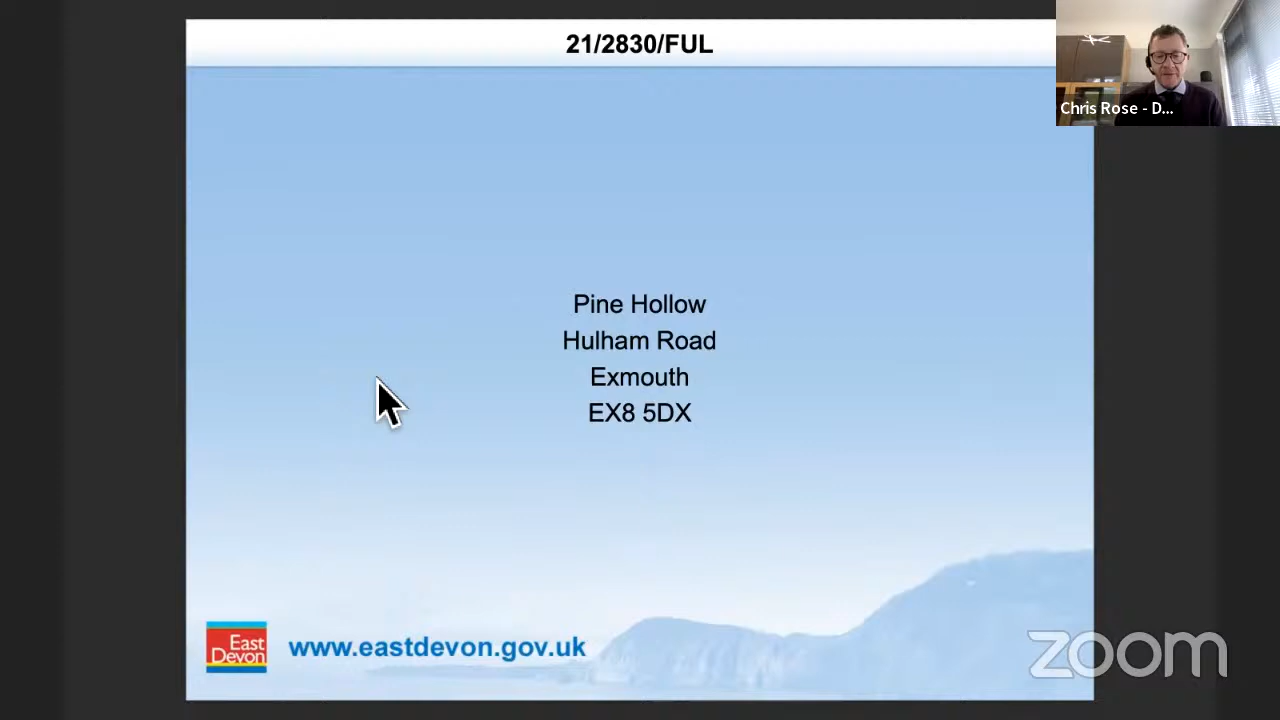 21/2830/FUL
Chris Rose - D...
Pine Hollow
Hulham Road
Exmouth
EX8 5DX
East
Devon
www.eastdevon.gov.uk
zoom